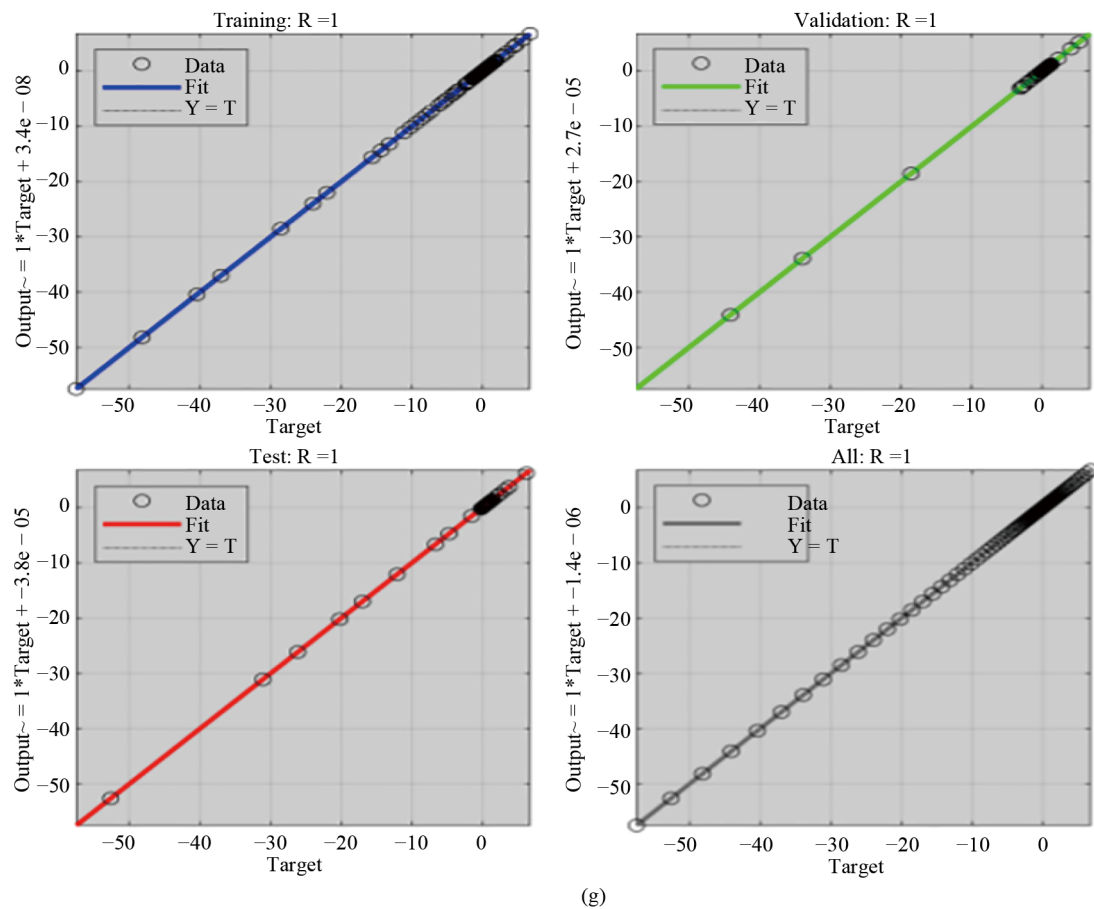 Training: R =1
Output~ = 1*Target + 3.4e − 08
0
−10
−20
−30
−40
−50
Data
Fit
Y = T
−50 −40 −30 −20 −10 0
Target
Validation: R =1
Output~ = 1*Target + 2.7e − 05
0
−10
−20
−30
−40
−50
Data
Fit
Y = T
−50 −40 −30 −20 −10 0
Target
Test: R =1
Output~ = 1*Target + −3.8e − 05
0
−10
−20
−30
−40
−50
Data
Fit
Y = T
−50 −40 −30 −20 −10 0
Target
All: R =1
Output~ = 1*Target + −1.4e − 06
0
−10
−20
−30
−40
−50
Data
Fit
Y = T
−50 −40 −30 −20 −10 0
Target
(g)